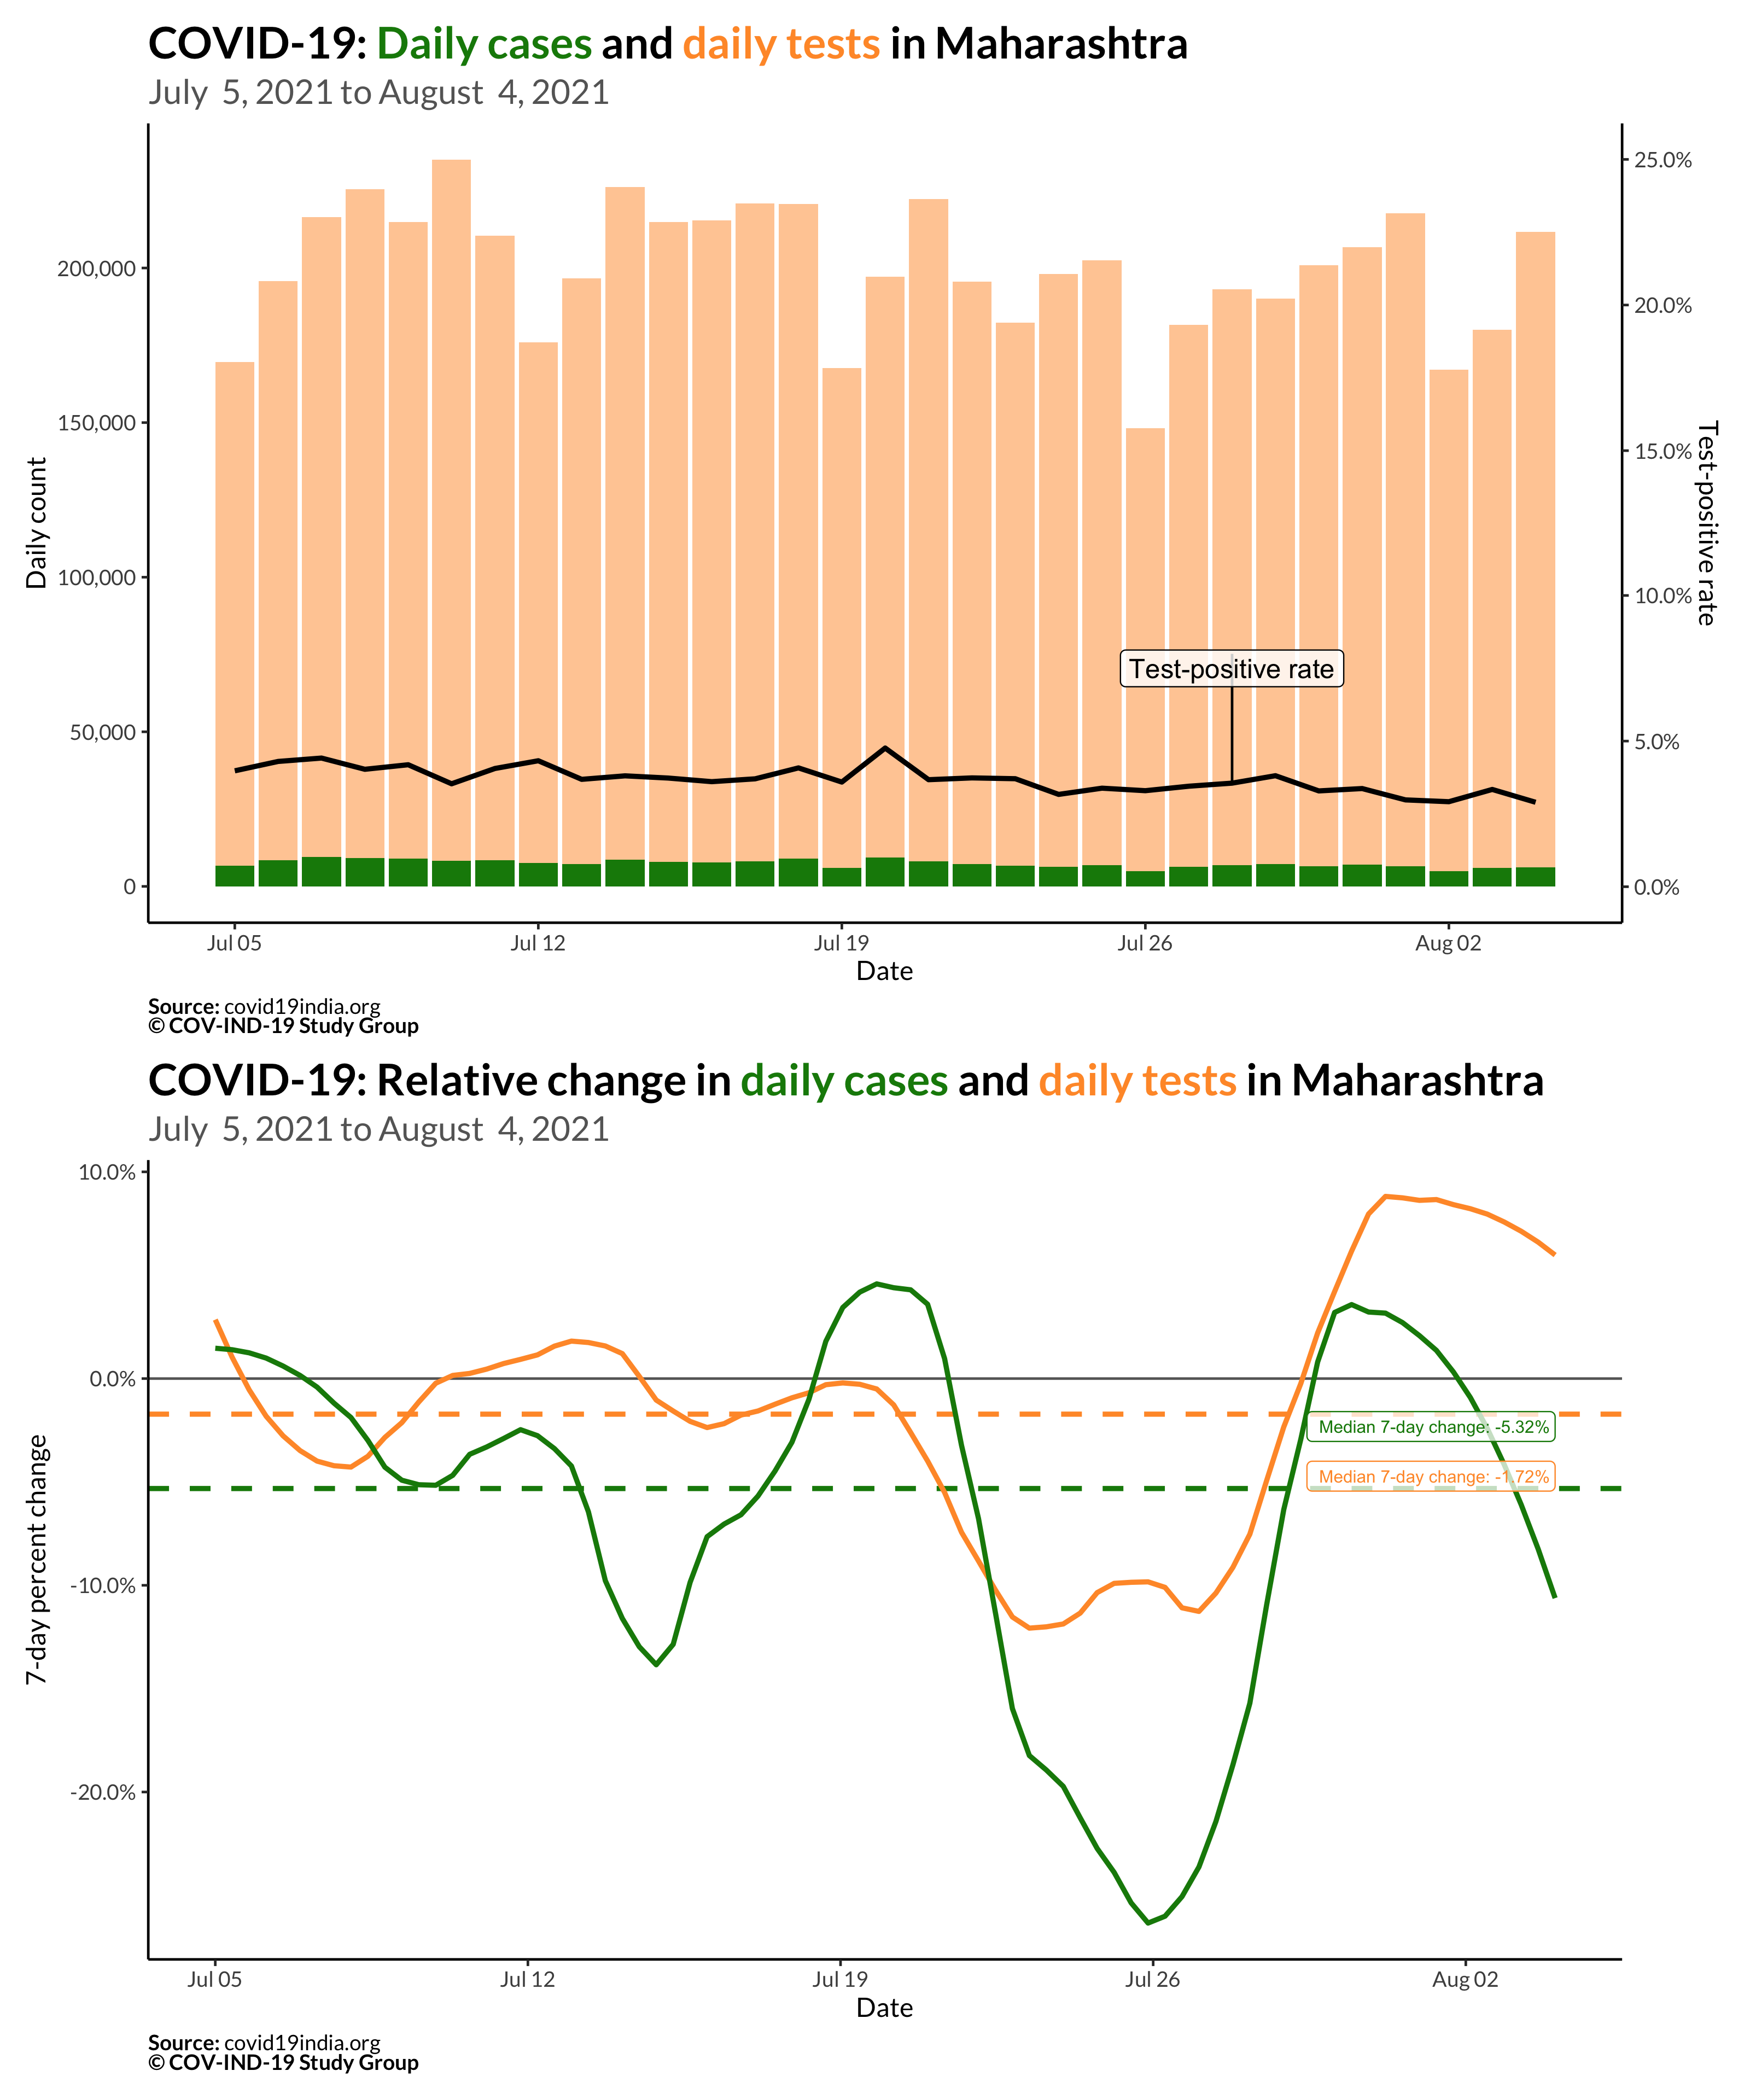 COVID-19: Daily cases and daily tests in Maharashtra
July 5, 2021 to August 4, 2021
Daily count
200,000
150,000
100,000
50,000
0
25.0%
20.0%
15.0%
10.0%
5.0%
0.0%
Test-positive rate
Test-positive rate
Jul 05
Jul 12
Jul 19
Jul 26
Aug 02
Date
Source: covid19india.org
© COV-IND-19 Study Group
COVID-19: Relative change in daily cases and daily tests in Maharashtra
July 5, 2021 to August 4, 2021
7-day percent change
10.0%
0.0%
-10.0%
-20.0%
Median 7-day change: -5.32%
Median 7-day change: -1.72%
Jul 05
Jul 12
Jul 19
Jul 26
Aug 02
Date
Source: covid19india.org
© COV-IND-19 Study Group